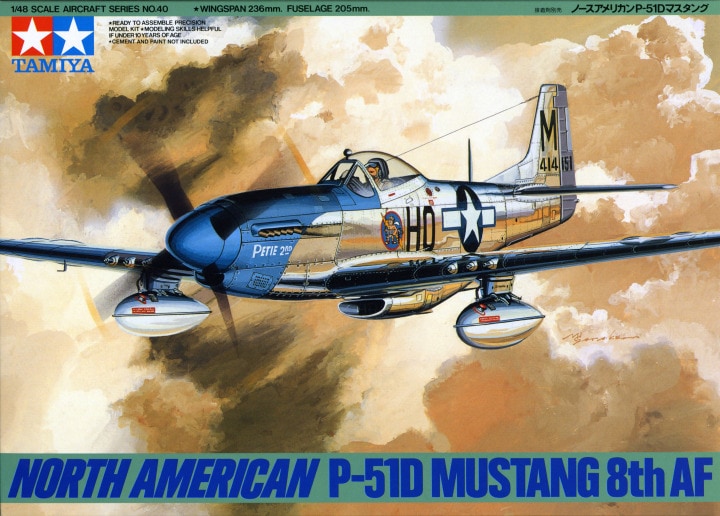 1/48 SCALE AIRCRAFT SERIES NO.40
★WINGSPAN 236mm. FUSELAGE 205mm.
ノースアメリカンP-51Dマスタング
TAMIYA
★READY TO ASSEMBLE PRECISION
MODEL KIT ★MODELING SKILLS HELPFUL
IF UNDER 10 YEARS OF AGE
★CEMENT AND PAINT NOT INCLUDED
M
414151
HO
PETIE 2ND
NORTH AMERICAN P-51D MUSTANG 8th AF